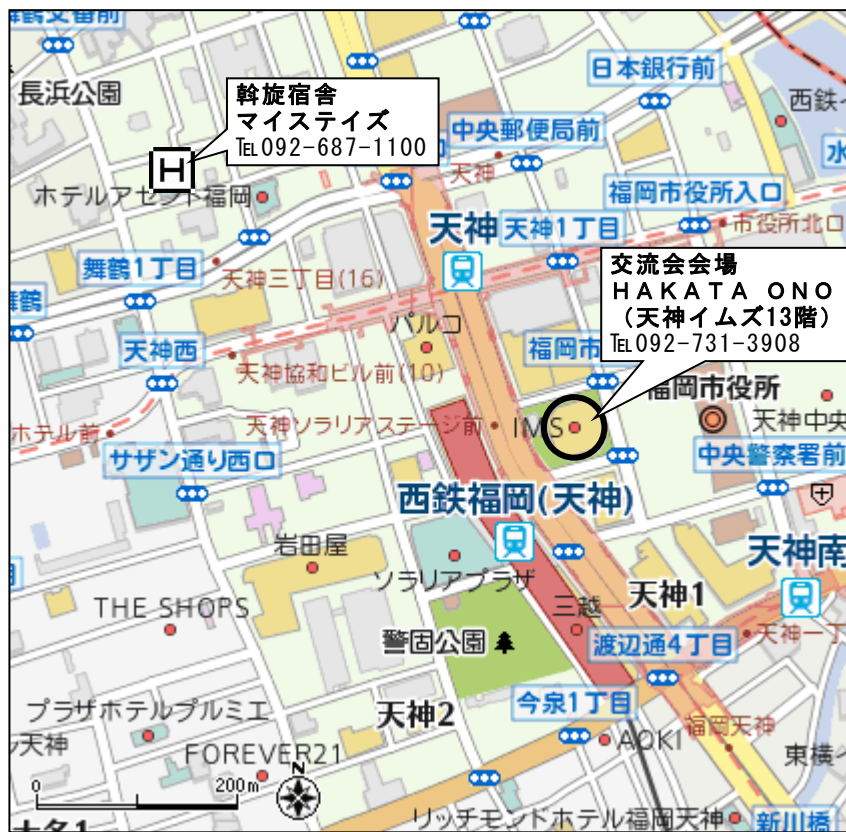 舞鶴交番前
日本銀行前
長浜公園
斡旋宿舎
マイステイズ
℡092-687-1100
西鉄イ
中央郵便局前
水
H
天神
ホテルアセント福岡
福岡市役所入口
天神
天神1丁目
市役所北口
舞鶴1丁目
天神三丁目(16)
交流会会場
HAKATA ONO
(天神イムズ13階)
℡092-731-3908
舞鶴
パルコ
天神西
福岡市
天神協和ビル前(10)
福岡市役所
ホテル前
天神ソラリアステージ前
IMS
天神中央
サザン通り西口
中央警察署前
西鉄福岡(天神)
岩田屋
天神南
ソラリアプラザ
THE SHOPS
三越
天神1
警固公園
渡辺通4丁目
天神一丁
プラザホテルプルミエ
天神2
今泉1丁目
ン天神
FOREVER21
AOKI
福岡天神
東横イ
N
0
200m
大名1
リッチモンドホテル福岡天神
新川橋